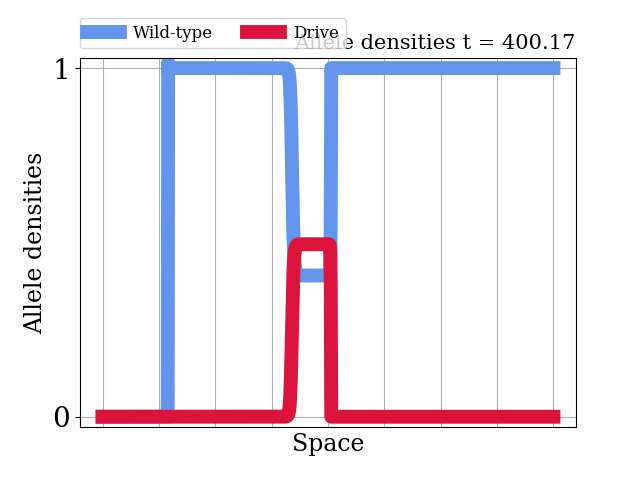 Wild-type Drive
Allele densities t = 400.17
1
Allele densities
0
Space